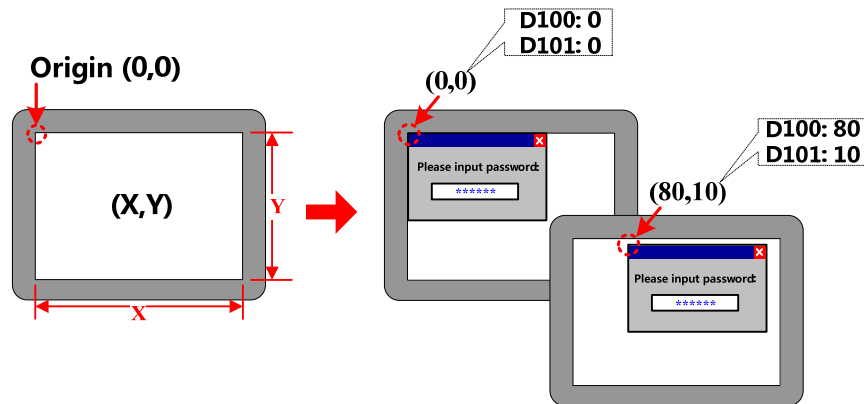 Origin (0,0)
(X,Y)
Y
X
D100: 0
D101: 0
(0,0)
x
Please input password:
******
D100: 80
D101: 10
(80,10)
x
Please input password:
******